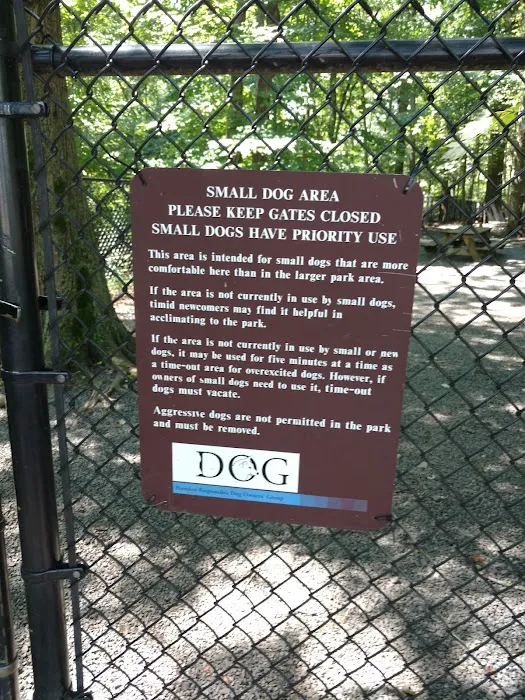 SMALL DOG AREA
PLEASE KEEP GATES CLOSED
SMALL DOGS HAVE PRIORITY USE
This area is intended for small dogs that are more
comfortable here than in the larger park area.
If the area is not currently in use by small dogs,
timid newcomers may find it helpful in
acclimating to the park.
If the area is not currently in use by small or new
dogs, it may be used for five minutes at a time as
a time-out area for overexcited dogs. However, if
owners of small dogs need to use it, time-out
dogs must vacate.
Aggressive dogs are not permitted in the park
and must be removed.
DOG
Responsible Dog Owners' Group